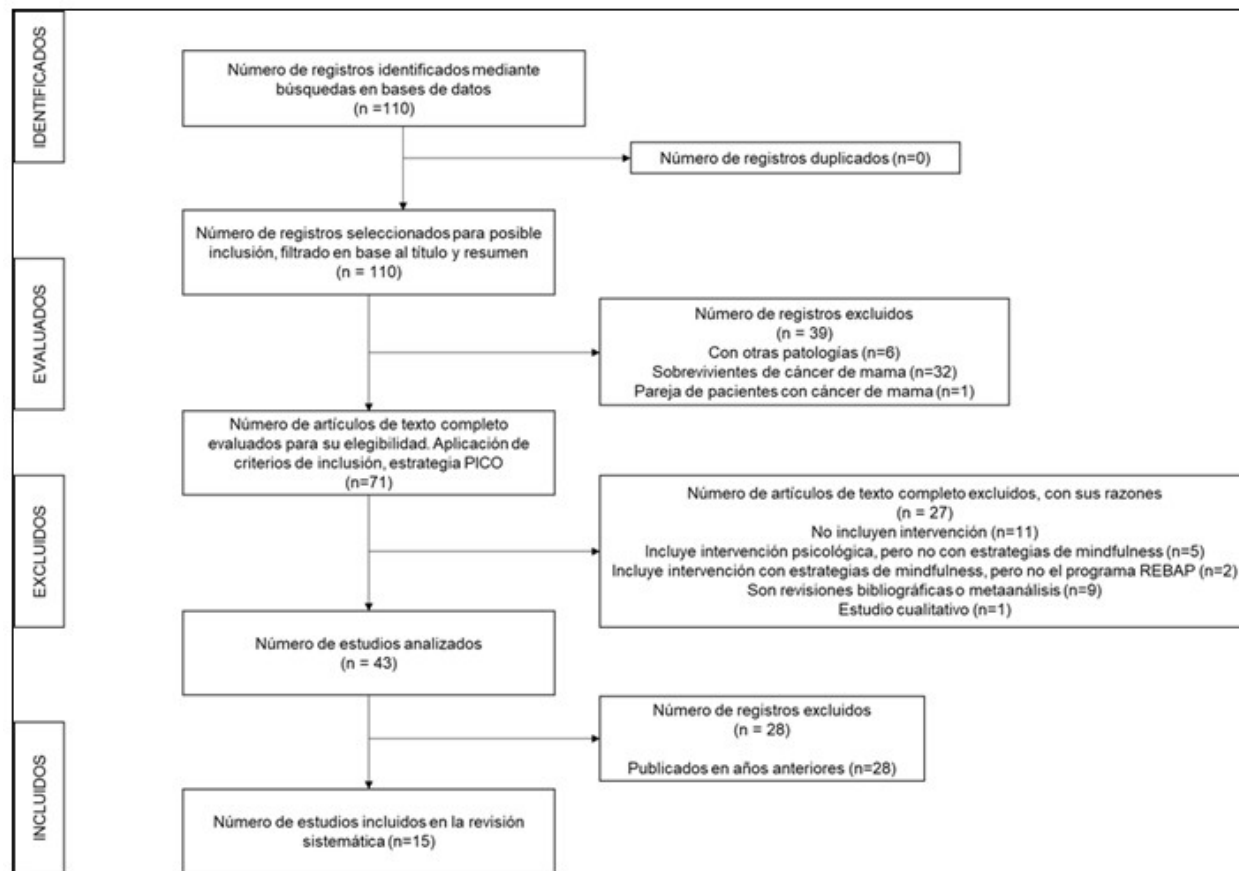 IDENTIFICADOS
Número de registros identificados mediante
búsquedas en bases de datos
(n =110)
Número de registros duplicados (n=0)
Número de registros seleccionados para posible
inclusión, filtrado en base al título y resumen
(n = 110)
EVALUADOS
Número de registros excluidos
(n = 39)
Con otras patologías (n=6)
Sobrevivientes de cáncer de mama (n=32)
Pareja de pacientes con cáncer de mama (n=1)
Número de artículos de texto completo
evaluados para su elegibilidad. Aplicación de
criterios de inclusión, estrategia PICO
(n=71)
EXCLUIDOS
Número de artículos de texto completo excluidos, con sus razones
(n = 27)
No incluyen intervención (n=11)
Incluye intervención psicológica, pero no con estrategias de mindfulness (n=5)
Incluye intervención con estrategias de mindfulness, pero no el programa REBAP (n=2)
Son revisiones bibliográficas o metaanálisis (n=9)
Estudio cualitativo (n=1)
Número de estudios analizados
(n = 43)
Número de registros excluidos
(n = 28)
Publicados en años anteriores (n=28)
INCLUIDOS
Número de estudios incluidos en la revisión
sistemática (n=15)